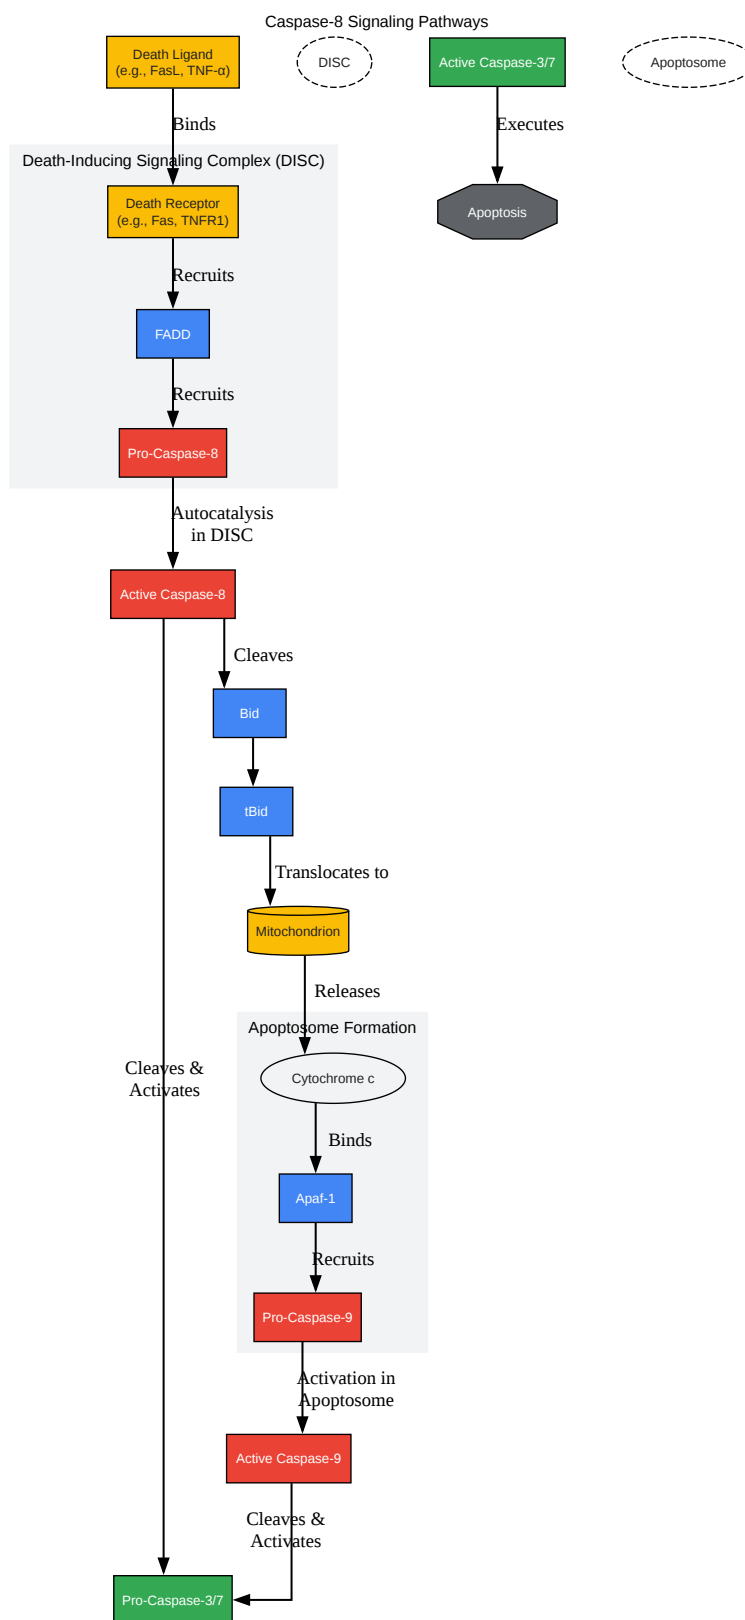 Caspase-8 Signaling Pathways
Death Ligand
(e.g., FasL, TNF-α)
DISC
Active Caspase-3/7
Apoptosome
Binds
Executes
Death-Inducing Signaling Complex (DISC)
Death Receptor
(e.g., Fas, TNFR1)
Apoptosis
Recruits
FADD
Recruits
Pro-Caspase-8
Autocatalysis
in DISC
Active Caspase-8
Cleaves
Bid
tBid
Translocates to
Mitochondrion
Releases
Apoptosome Formation
Cytochrome c
Cleaves &
Activates
Binds
Apaf-1
Recruits
Pro-Caspase-9
Activation in
Apoptosome
Active Caspase-9
Cleaves &
Activates
Pro-Caspase-3/7